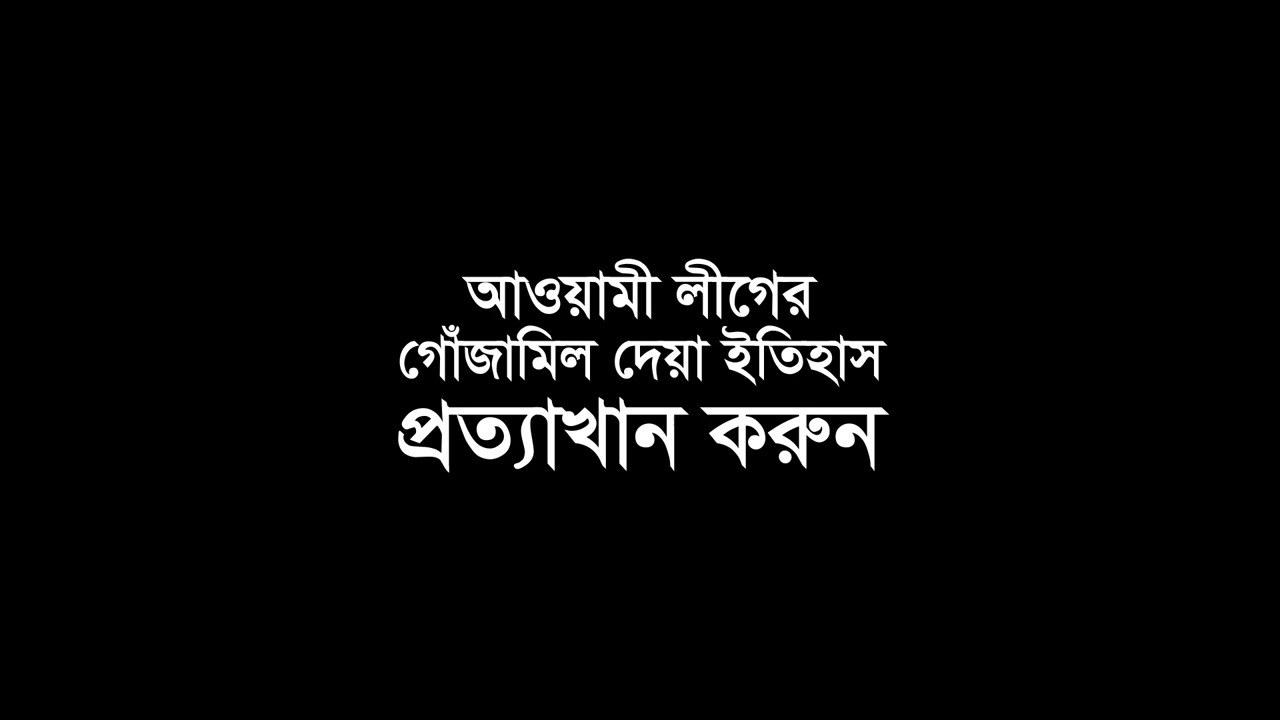 আওয়ামী লীগের
গোঁজামিল দেয়া ইতিহাস
প্রত্যাখান করুন